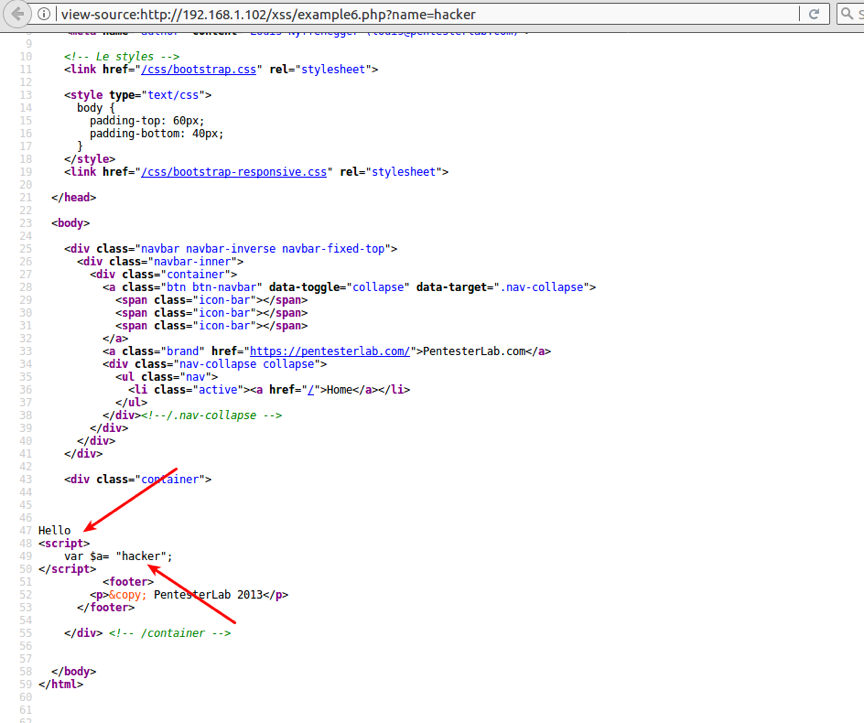 view-source:http://192.168.1.102/xss/example6.php?name=hacker
9
10 <!-- Le styles -->
11 <link href="/css/bootstrap.css" rel="stylesheet">
12
13 <style type="text/css">
14 body {
15 padding-top: 60px;
16 padding-bottom: 40px;
17 }
18 </style>
19 <link href="/css/bootstrap-responsive.css" rel="stylesheet">
20
21 </head>
22
23 <body>
24
25 <div class="navbar navbar-inverse navbar-fixed-top">
26 <div class="navbar-inner">
27 <div class="container">
28 <a class="btn btn-navbar" data-toggle="collapse" data-target=".nav-collapse">
29 <span class="icon-bar"></span>
30 <span class="icon-bar"></span>
31 <span class="icon-bar"></span>
32 </a>
33 <a class="brand" href="https://pentesterlab.com/">PentesterLab.com</a>
34 <div class="nav-collapse collapse">
35 <ul class="nav">
36 <li class="active"><a href="/">Home</a></li>
37 </ul>
38 </div><!--/.nav-collapse -->
39 </div>
40 </div>
41 </div>
42
43 <div class="container">
44
45
46
47 Hello
48 <script>
49 var $a= "hacker";
50 </script>
51 <footer>
52 <p>&copy; PentesterLab 2013</p>
53 </footer>
54
55 </div> <!-- /container -->
56
57
58 </body>
59 </html>
60
61
62